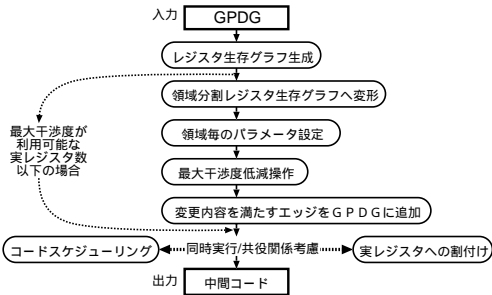 入力
GPDG
レジスタ生存グラフ生成
領域分割レジスタ生存グラフへ変形
領域毎のパラメータ設定
最大干渉度が
利用可能な
実レジスタ数
以下の場合
最大干渉度低減操作
変更内容を満たすエッジをＧＰＤＧに追加
コードスケジューリング
同時実行/共役関係考慮
実レジスタへの割付け
出力
中間コード